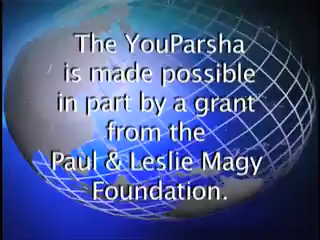 The YouParsha
is made possible
in part by a grant
from the
Paul & Leslie Magy
Foundation.